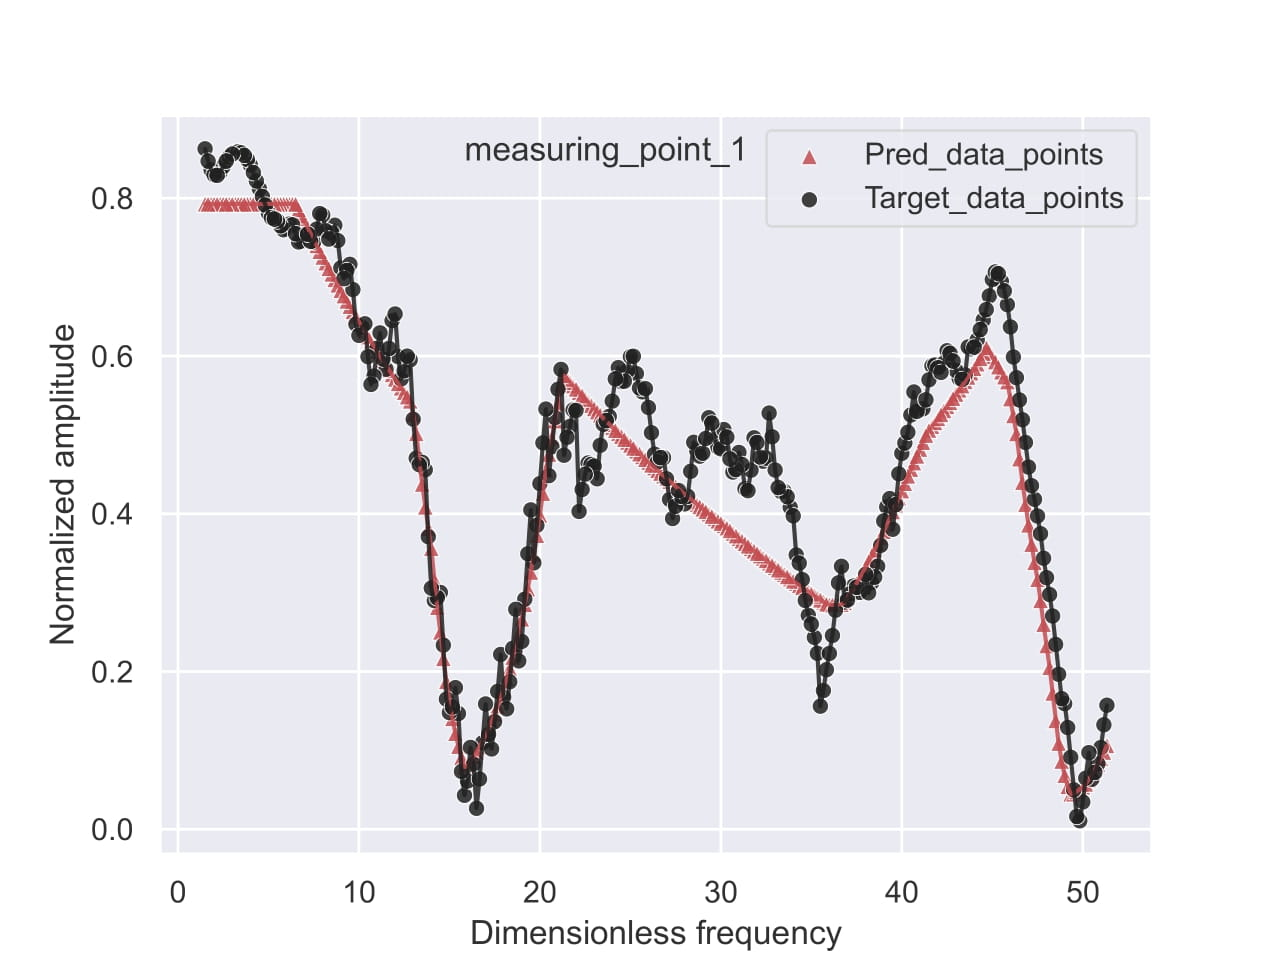 measuring_point_1
Pred_data_points
Target_data_points
Normalized amplitude
0.8
0.6
0.4
0.2
0.0
0 10 20 30 40 50
Dimensionless frequency